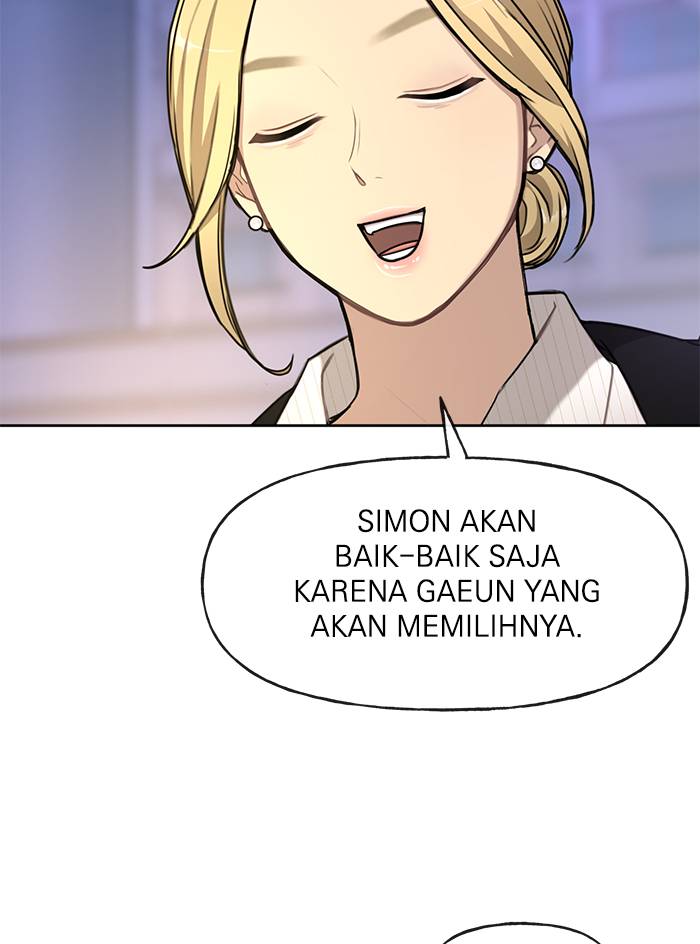 SIMON AKAN
BAIK-BAIK SAJA
KARENA GAEUN YANG
AKAN MEMILIHNYA.